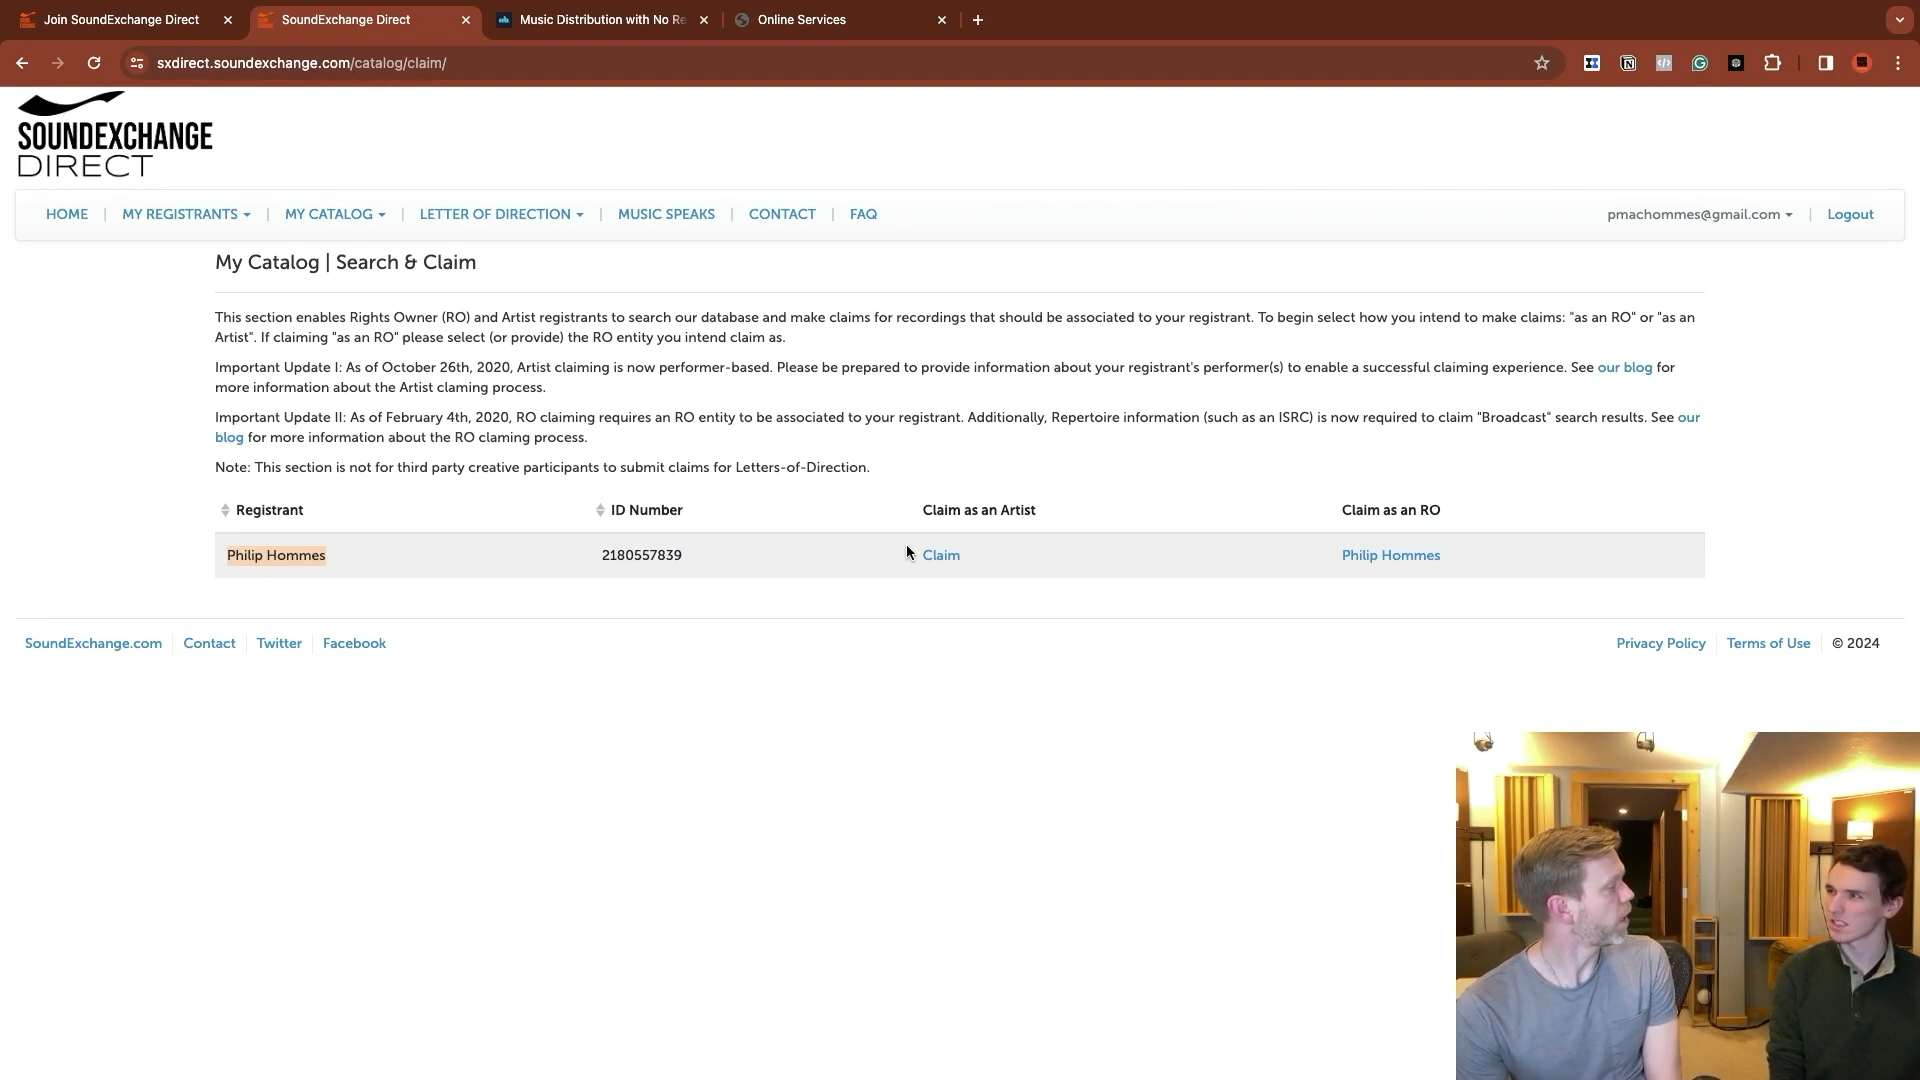 Join SoundExchange Direct
SoundExchange Direct
Music Distribution with No Re
Online Services
sxdirect.soundexchange.com/catalog/claim/
SOUNDEXCHANGE
DIRECT
HOME | MY REGISTRANTS | MY CATALOG | LETTER OF DIRECTION | MUSIC SPEAKS | CONTACT | FAQ
pmachommes@gmail.com | Logout
My Catalog | Search & Claim
This section enables Rights Owner (RO) and Artist registrants to search our database and make claims for recordings that should be associated to your registrant. To begin select how you intend to make claims: "as an RO" or "as an
Artist". If claiming "as an RO" please select (or provide) the RO entity you intend claim as.
Important Update I: As of October 26th, 2020, Artist claiming is now performer-based. Please be prepared to provide information about your registrant's performer(s) to enable a successful claiming experience. See our blog for
more information about the Artist claming process.
Important Update II: As of February 4th, 2020, RO claiming requires an RO entity to be associated to your registrant. Additionally, Repertoire information (such as an ISRC) is now required to claim "Broadcast" search results. See our
blog for more information about the RO claming process.
Note: This section is not for third party creative participants to submit claims for Letters-of-Direction.
Registrant ID Number Claim as an Artist Claim as an RO
Philip Hommes 2180557839 Claim Philip Hommes
SoundExchange.com Contact Twitter Facebook
Privacy Policy Terms of Use © 2024